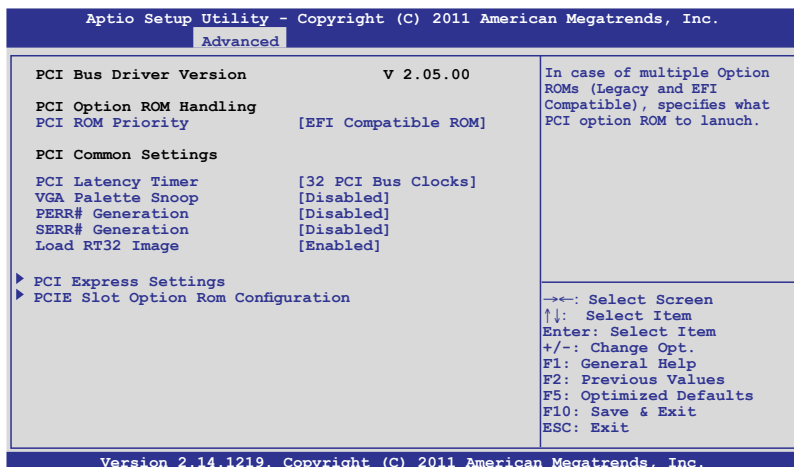 Aptio Setup Utility - Copyright (C) 2011 American Megatrends, Inc.
Advanced
PCI Bus Driver Version V 2.05.00
PCI Option ROM Handling
PCI ROM Priority [EFI Compatible ROM]
PCI Common Settings
PCI Latency Timer [32 PCI Bus Clocks]
VGA Palette Snoop [Disabled]
PERR# Generation [Disabled]
SERR# Generation [Disabled]
Load RT32 Image [Enabled]
PCI Express Settings
PCIE Slot Option Rom Configuration
In case of multiple Option
ROMs (Legacy and EFI
Compatible), specifies what
PCI option ROM to lanuch.
→←: Select Screen
↑↓: Select Item
Enter: Select Item
+/-: Change Opt.
F1: General Help
F2: Previous Values
F5: Optimized Defaults
F10: Save & Exit
ESC: Exit
Version 2.14.1219. Copyright (C) 2011 American Megatrends, Inc.